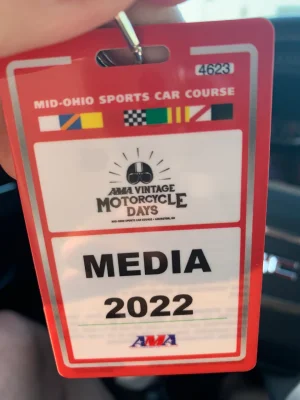 4623
MID-OHIO SPORTS CAR COURSE
AMA VINTAGE
MOTORCYCLE
DAYS
MEDIA
2022
AMA